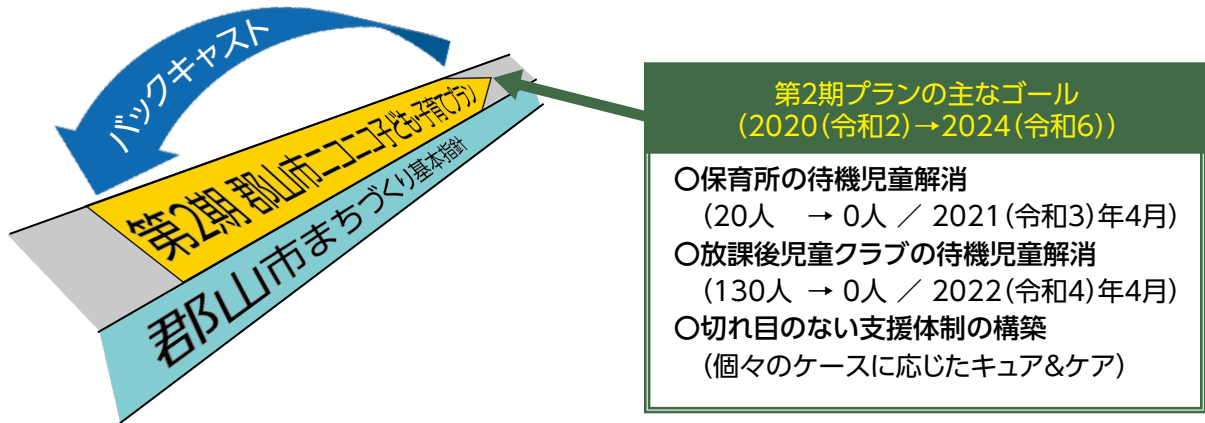 バックキャスト
第2期 郡山市ニコニコ子ども・子育てプラン
郡山市まちづくり基本指針
第2期プランの主なゴール
（2020（令和2）→2024（令和6））
〇保育所の待機児童解消
（20人　→ 0人 ／ 2021（令和3）年4月）
〇放課後児童クラブの待機児童解消
（130人 → 0人 ／ 2022（令和4）年4月）
〇切れ目のない支援体制の構築
（個々のケースに応じたキュア&ケア）